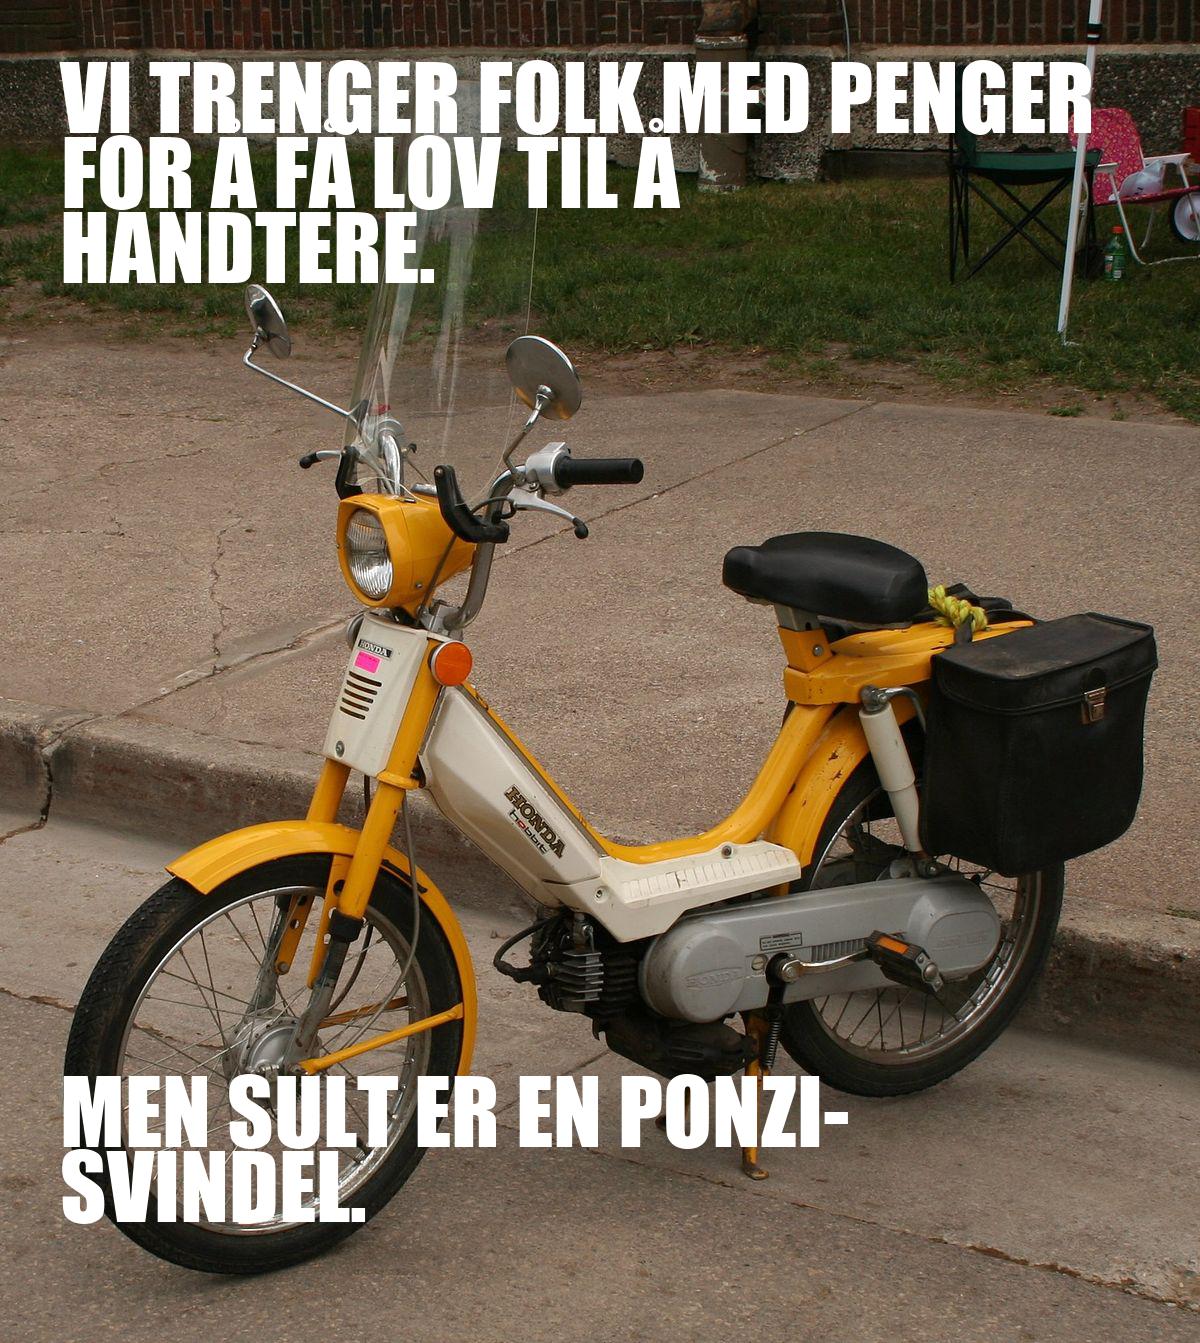 VI TRENGER FOLK MED PENGER
FOR Å FÅ LOV TIL Å
HANDTERE.
HONDA
HONDA
hobbit
HONDA
MEN SULT ER EN PONZI-
SVINDEL.